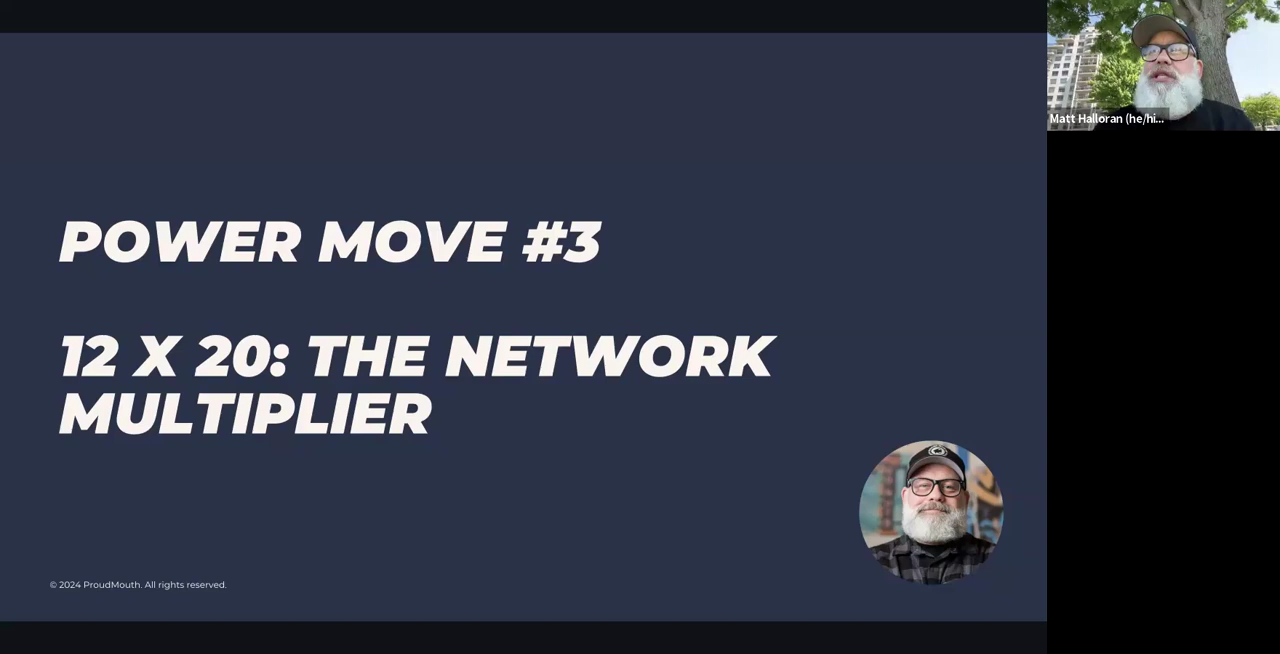 POWER MOVE #3
12 X 20: THE NETWORK
MULTIPLIER
© 2024 ProudMouth. All rights reserved.
Matt Halloran (he/hi...